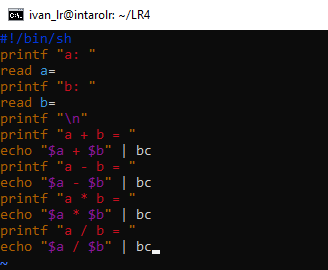 ivan_lr@intarolr: ~/LR4
#!/bin/sh
printf "a: "
read a=
printf "b: "
read b=
printf "\n"
printf "a + b = "
echo "$a + $b" | bc
printf "a - b = "
echo "$a - $b" | bc
printf "a * b = "
echo "$a * $b" | bc
printf "a / b = "
echo "$a / $b" | bc
~